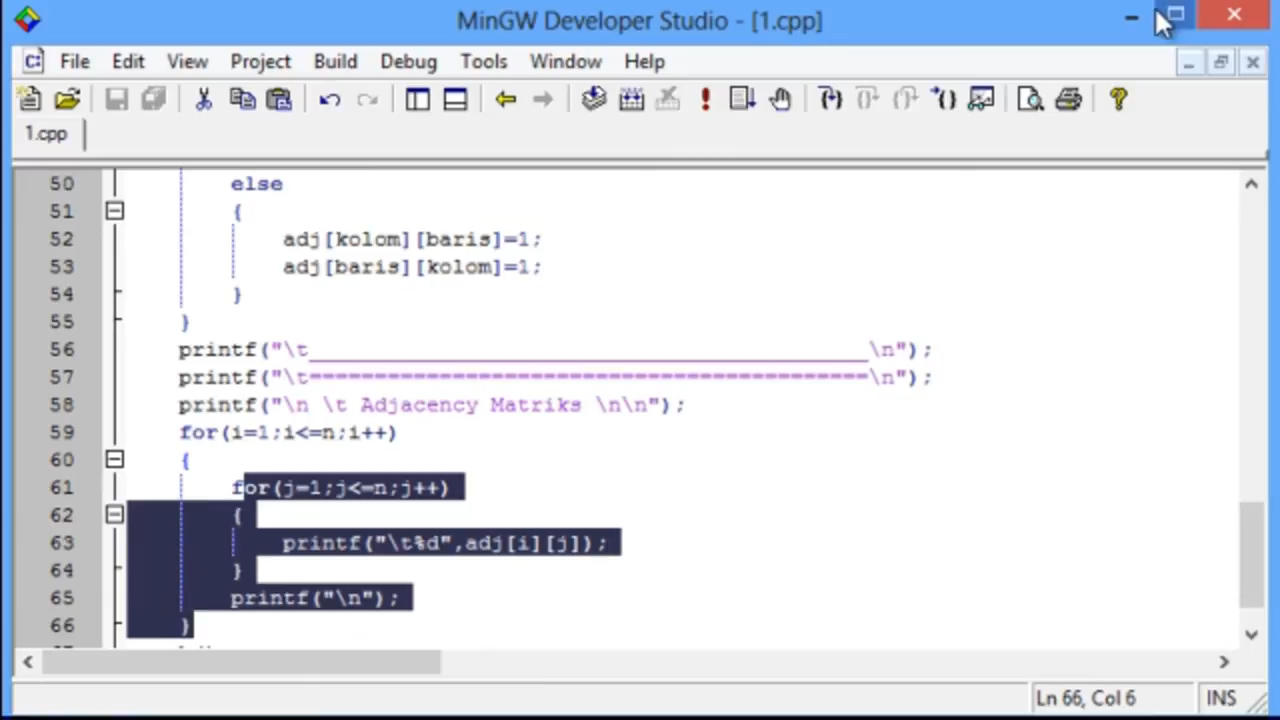 MinGW Developer Studio - [1.cpp]
File Edit View Project Build Debug Tools Window Help
1.cpp
50 else
51 {
52 adj[kolom][baris]=1;
53 adj[baris][kolom]=1;
54 }
55 }
56 printf("\t___________________________________________\n");
57 printf("\t===========================================\n");
58 printf("\n \t Adjacency Matriks \n\n");
59 for(i=1;i<=n;i++)
60 {
61 for(j=1;j<=n;j++)
62 {
63 printf("\t%d",adj[i][j]);
64 }
65 printf("\n");
66 }
Ln 66, Col 6 INS